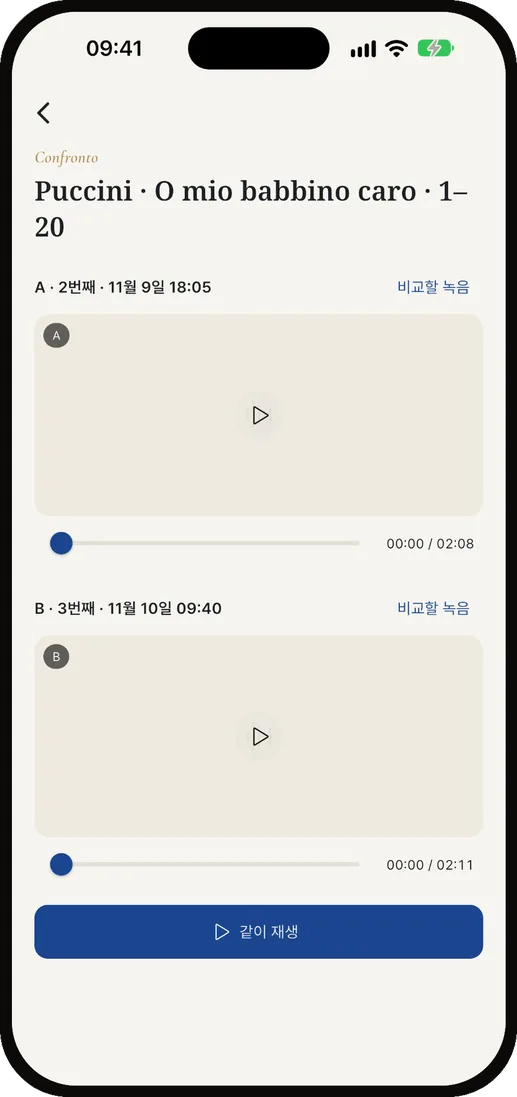 09:41
Confronto
Puccini · O mio babbino caro · 1–
20
A · 2번째 · 11월 9일 18:05
비교할 녹음
A
00:00 / 02:08
B · 3번째 · 11월 10일 09:40
비교할 녹음
B
00:00 / 02:11
같이 재생